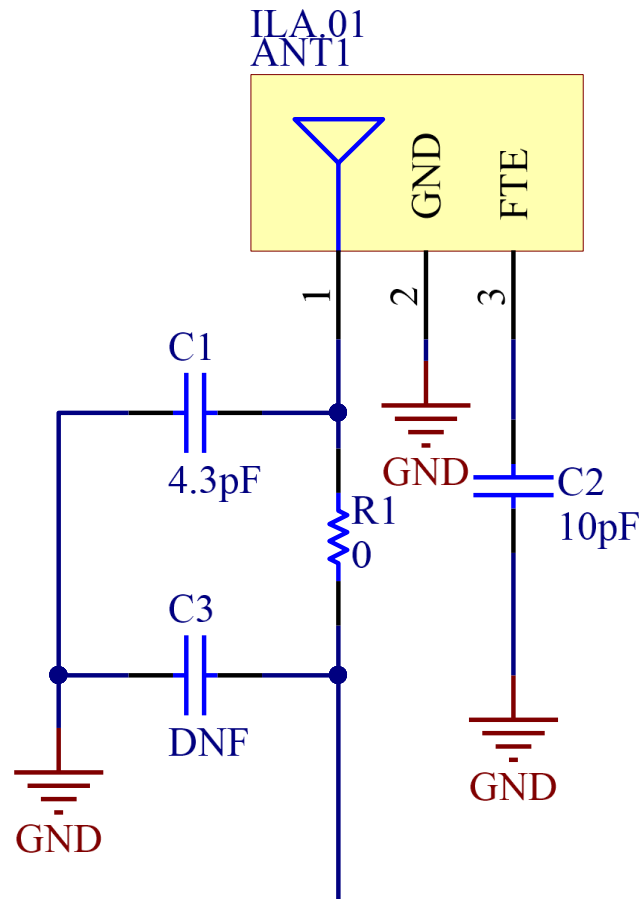 ILA.01
ANT1
GND
FTE
1
2
3
C1
4.3pF
GND
C2
10pF
R1
0
C3
DNF
GND
GND